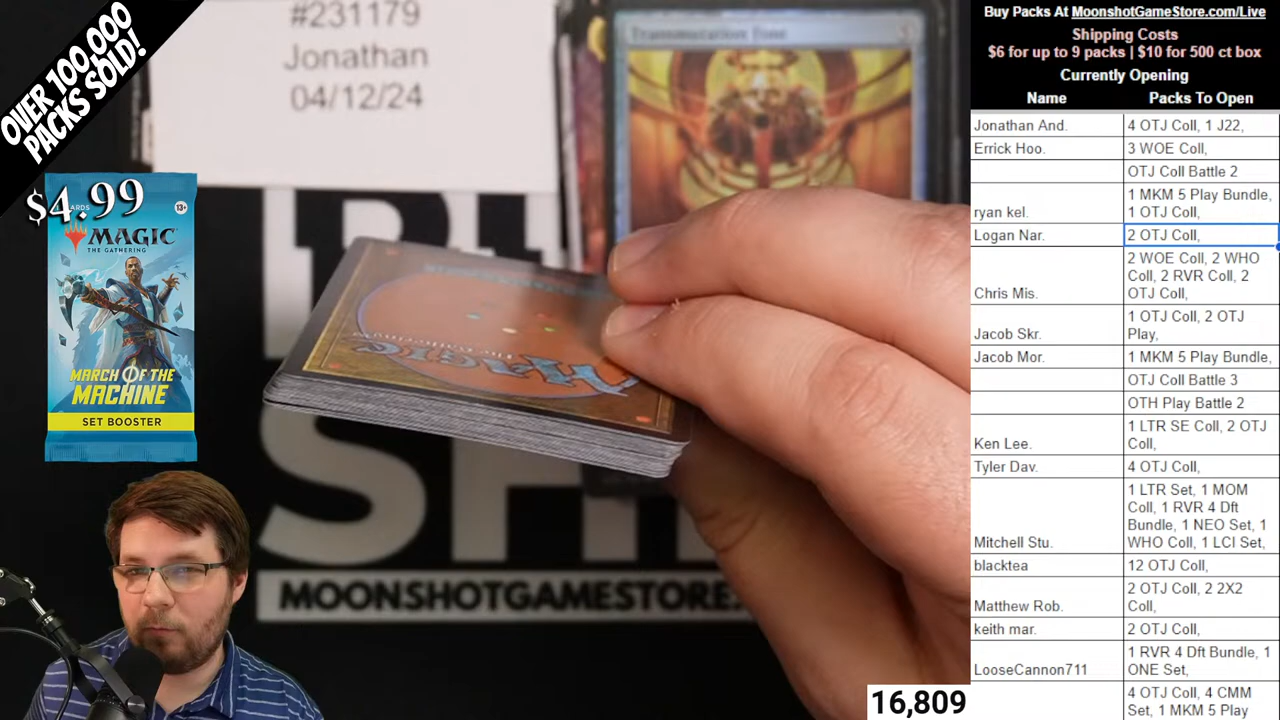 OVER 100,000
PACKS SOLD!
$4.99
13+
MAGIC
THE GATHERING
MARCH OF THE
MACHINE
SET BOOSTER
#231179
Jonathan
04/12/24
Transmutation Font
MAGIC
MOONSHOTGAMESTORE
16,809
Buy Packs At MoonshotGameStore.com/Live
Shipping Costs
$6 for up to 9 packs | $10 for 500 ct box
Currently Opening
Name Packs To Open
Jonathan And. 4 OTJ Coll, 1 J22,
Errick Hoo. 3 WOE Coll,
OTJ Coll Battle 2
1 MKM 5 Play Bundle,
ryan kel. 1 OTJ Coll,
Logan Nar. 2 OTJ Coll,
2 WOE Coll, 2 WHO
Coll, 2 RVR Coll, 2
Chris Mis. OTJ Coll,
1 OTJ Coll, 2 OTJ
Jacob Skr. Play,
Jacob Mor. 1 MKM 5 Play Bundle,
OTJ Coll Battle 3
OTH Play Battle 2
1 LTR SE Coll, 2 OTJ
Ken Lee. Coll,
Tyler Dav. 4 OTJ Coll,
1 LTR Set, 1 MOM
Coll, 1 RVR 4 Dft
Bundle, 1 NEO Set, 1
Mitchell Stu. WHO Coll, 1 LCI Set,
blacktea 12 OTJ Coll,
2 OTJ Coll, 2 2X2
Matthew Rob. Coll,
keith mar. 2 OTJ Coll,
1 RVR 4 Dft Bundle, 1
LooseCannon711 ONE Set,
4 OTJ Coll, 4 CMM
Set, 1 MKM 5 Play